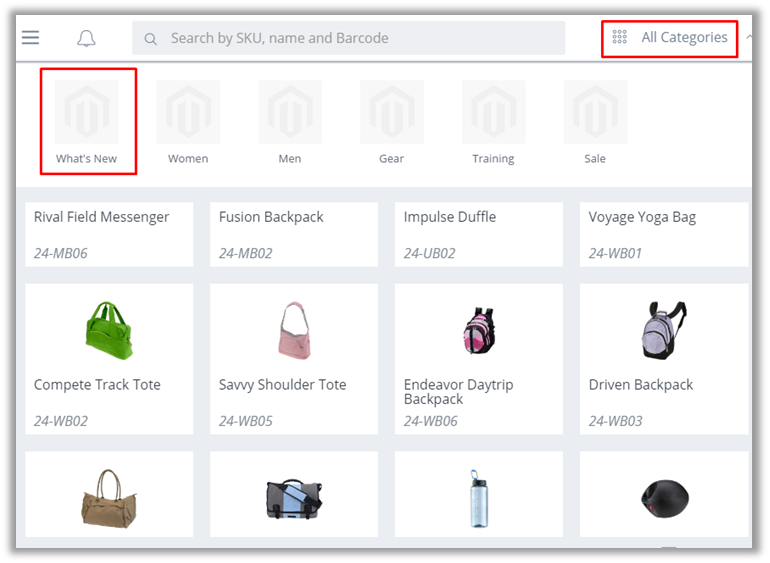 Search by SKU, name and Barcode
All Categories
What's New
Women
Men
Gear
Training
Sale
Rival Field Messenger
24-MB06
Fusion Backpack
24-MB02
Impulse Duffle
24-UB02
Voyage Yoga Bag
24-WB01
Compete Track Tote
24-WB02
Savvy Shoulder Tote
24-WB05
Endeavor Daytrip
Backpack
24-WB06
Driven Backpack
24-WB03